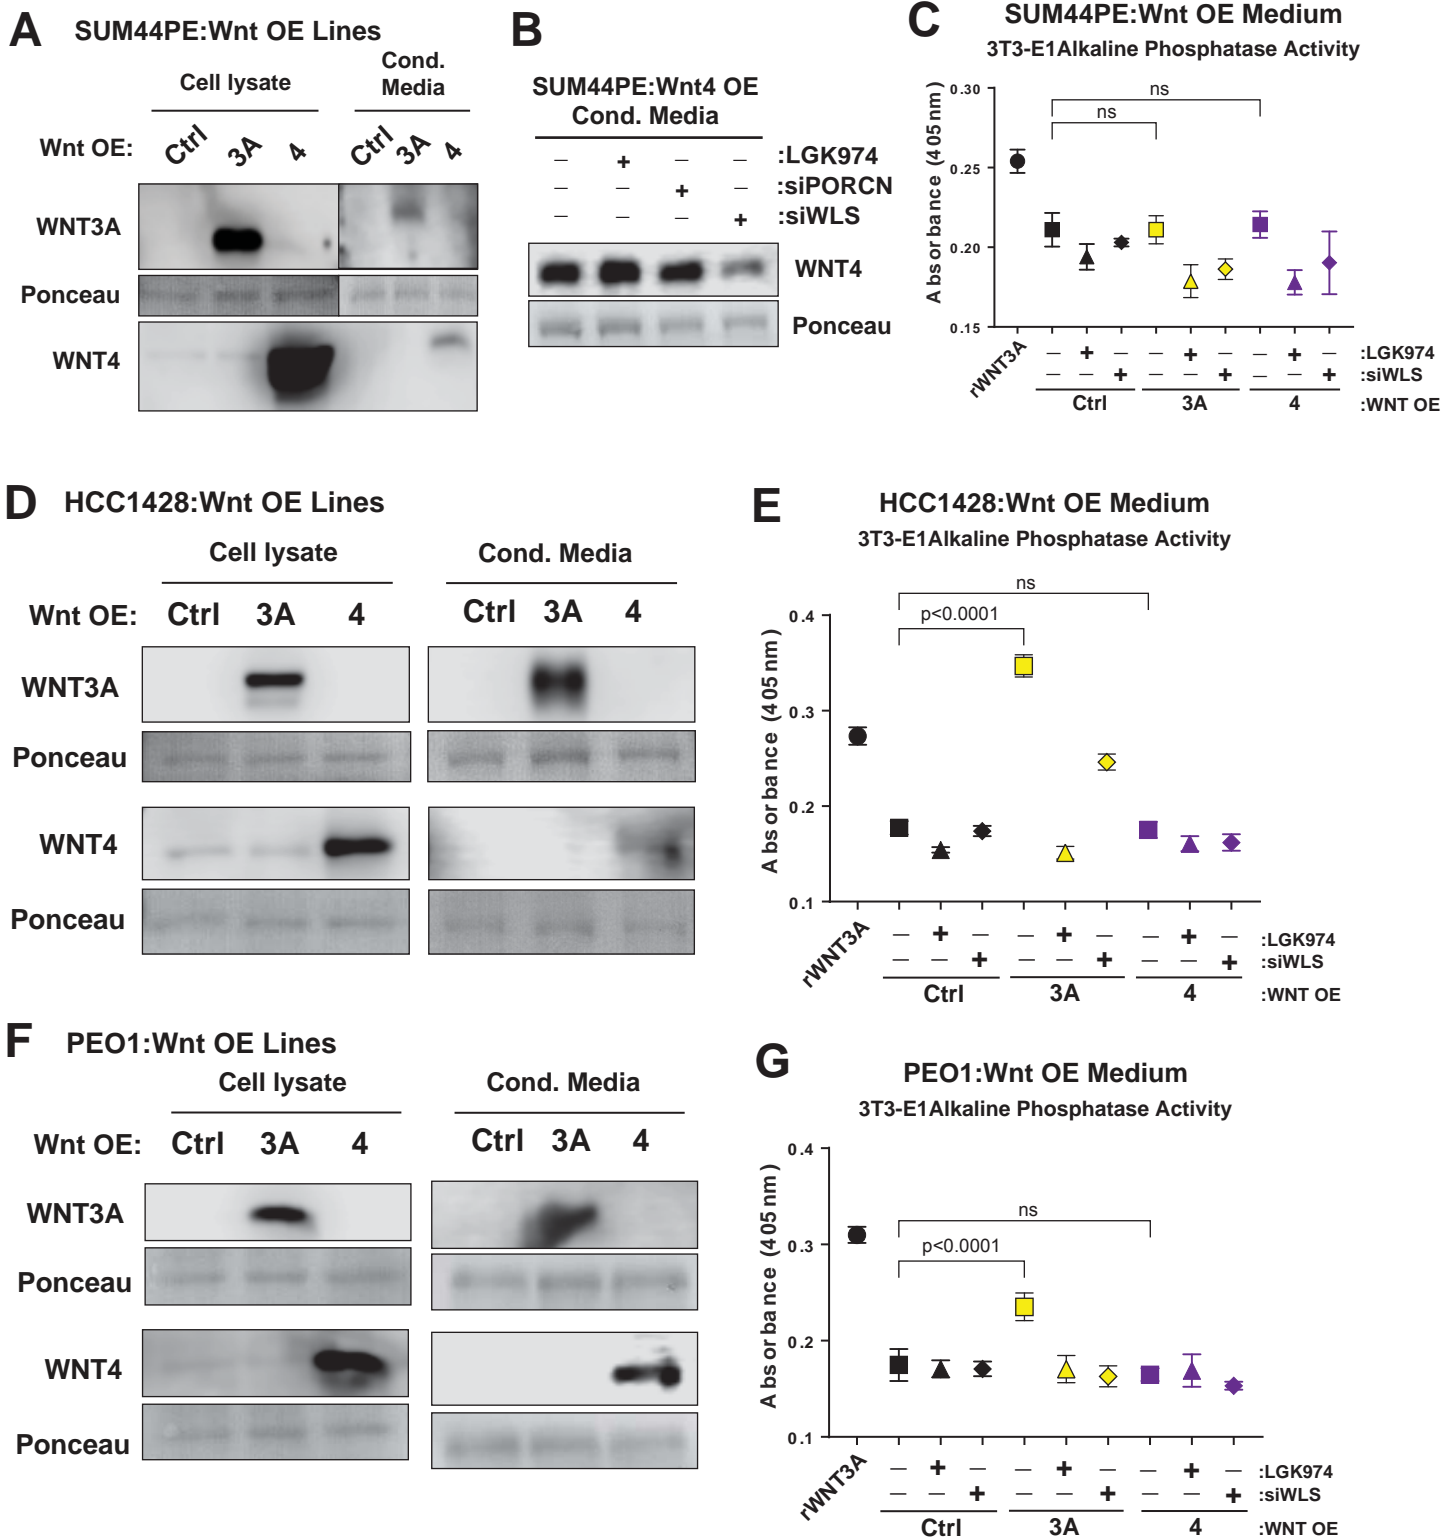 A
SUM44PE:Wnt OE Lines
Cell lysate
Cond.
Media
Wnt OE:
Ctrl
3A
4
Ctrl
3A
4
WNT3A
Ponceau
WNT4
B
SUM44PE:Wnt4 OE
Cond. Media
– + – – :LGK974
– – + – :siPORCN
– – – + :siWLS
WNT4
Ponceau
C
SUM44PE:Wnt OE Medium
3T3-E1Alkaline Phosphatase Activity
Absorbance (405nm)
0.30
0.25
0.20
0.15
ns
ns
rWNT3A
– + – – + – – + – :LGK974
– – + – – + – – + :siWLS
Ctrl 3A 4 :WNT OE
D
HCC1428:Wnt OE Lines
Cell lysate
Cond. Media
Wnt OE: Ctrl 3A 4 Ctrl 3A 4
WNT3A
Ponceau
WNT4
Ponceau
E
HCC1428:Wnt OE Medium
3T3-E1Alkaline Phosphatase Activity
Absorbance (405nm)
0.4
0.3
0.2
0.1
ns
p<0.0001
rWNT3A
– + – – + – – + – :LGK974
– – + – – + – – + :siWLS
Ctrl 3A 4 :WNT OE
F
PEO1:Wnt OE Lines
Cell lysate
Cond. Media
Wnt OE: Ctrl 3A 4 Ctrl 3A 4
WNT3A
Ponceau
WNT4
Ponceau
G
PEO1:Wnt OE Medium
3T3-E1Alkaline Phosphatase Activity
Absorbance (405nm)
0.4
0.3
0.2
0.1
ns
p<0.0001
rWNT3A
– + – – + – – + – :LGK974
– – + – – + – – + :siWLS
Ctrl 3A 4 :WNT OE